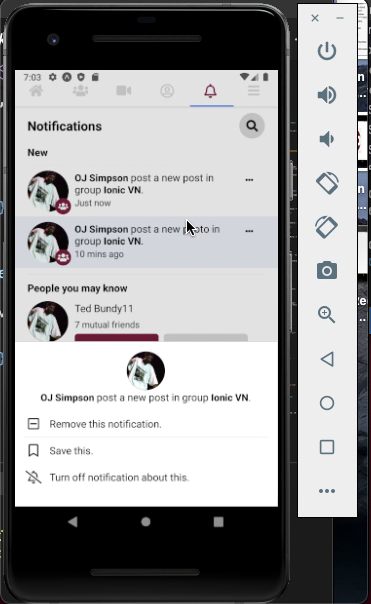 7:03
Notifications
New
OJ Simpson post a new post in
group Ionic VN.
Just now
OJ Simpson post a new photo in
group Ionic VN.
10 mins ago
People you may know
Ted Bundy11
7 mutual friends
OJ Simpson post a new post in group Ionic VN.
Remove this notification.
Save this.
Turn off notification about this.